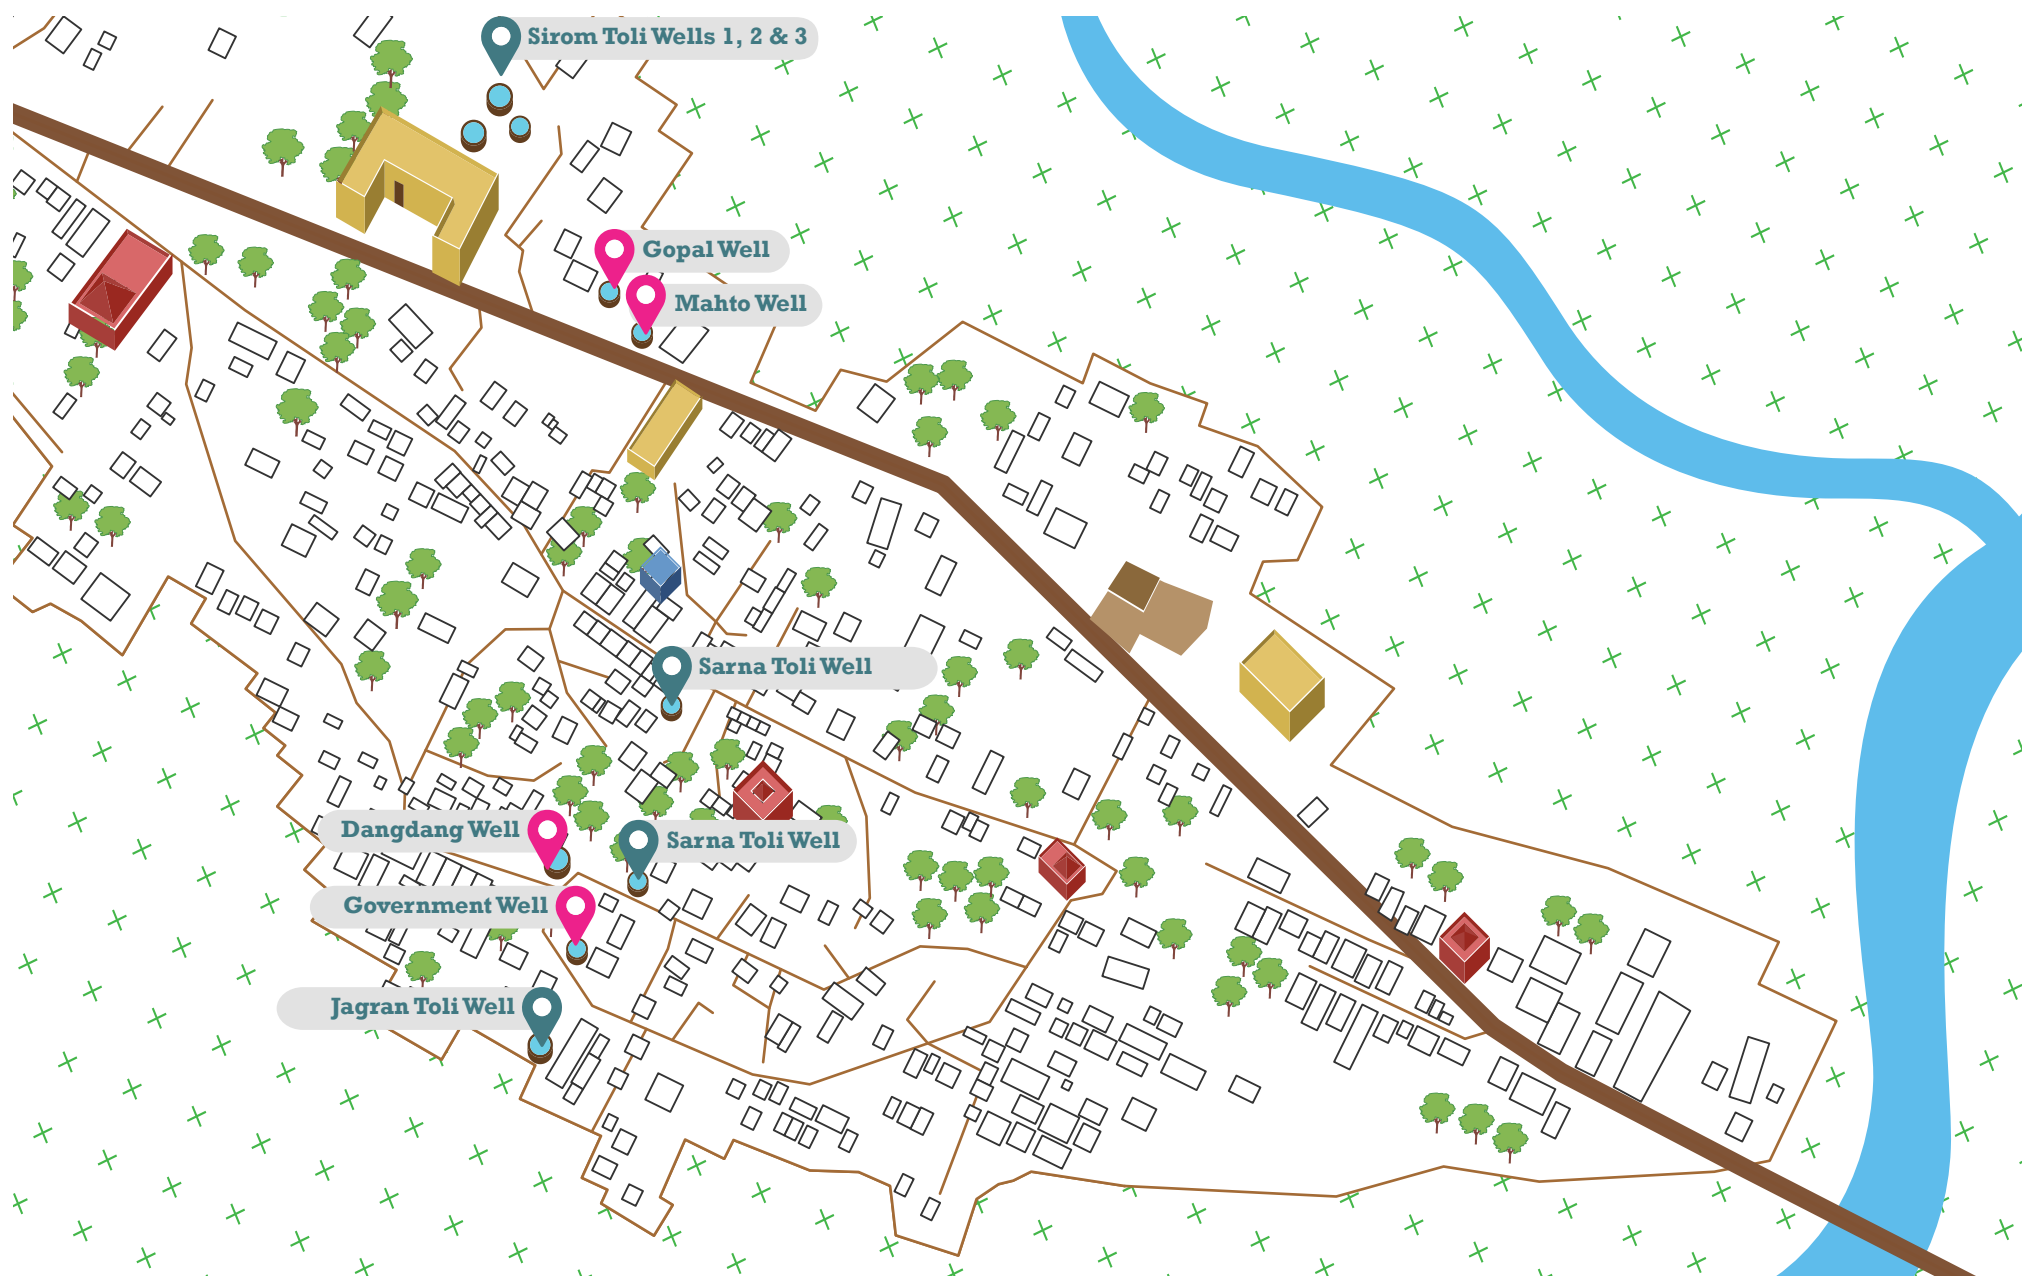 Sirom Toli Wells 1, 2 & 3
Gopal Well
Mahto Well
Sarna Toli Well
Dangdang Well
Sarna Toli Well
Government Well
Jagran Toli Well